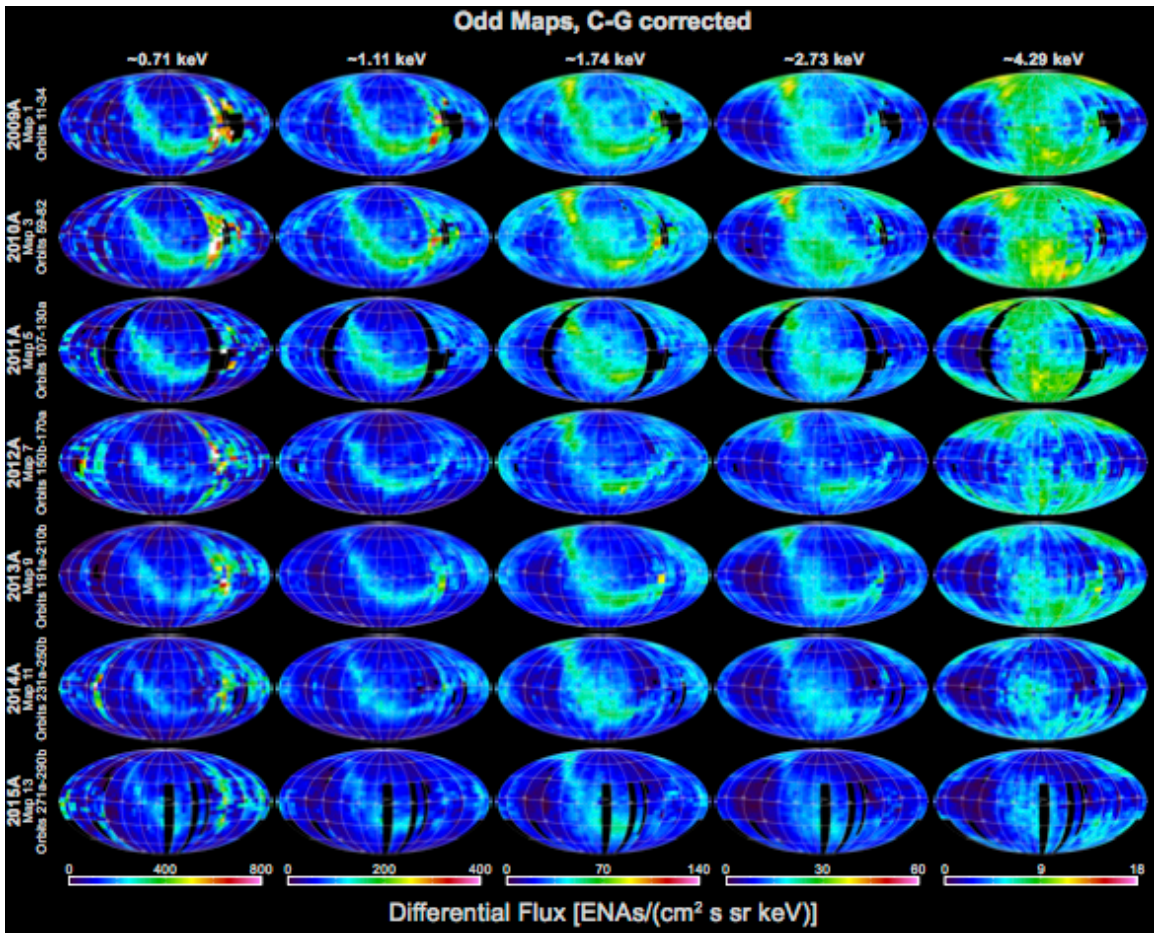 Odd Maps, C-G corrected
~0.71 keV ~1.11 keV ~1.74 keV ~2.73 keV ~4.29 keV
2009A
Map 1
Orbits 11-34
2010A
Map 3
Orbits 59-82
2011A
Map 5
Orbits 107-130a
2012A
Map 7
Orbits 150b-170a
2013A
Map 9
Orbits 191a-210b
2014A
Map 11
Orbits 231a-250b
2015A
Map 13
Orbits 271a-290b
0 400 800 0 200 400 0 70 140 0 30 60 0 9 18
Differential Flux [ENAs/(cm² s sr keV)]